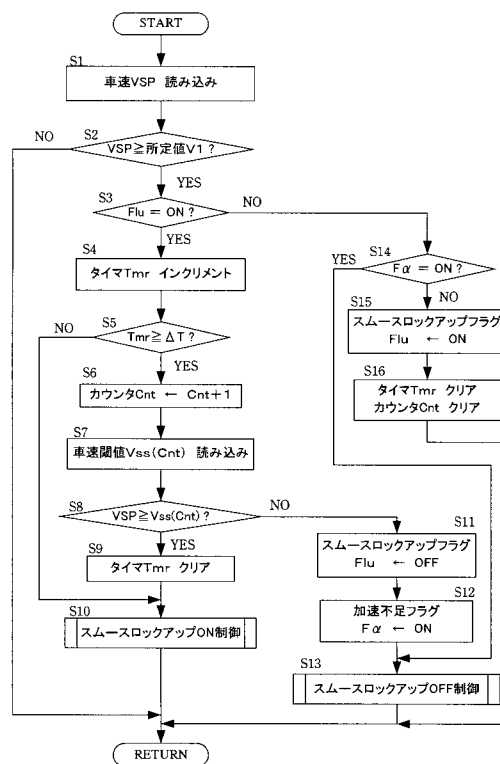 START
S1
車速VSP 読み込み
S2
VSP≧所定値V1?
NO
YES
S3
Flu = ON?
NO
YES
S4
タイマTmr インクリメント
S5
Tmr≧ΔT?
NO
YES
S6
カウンタCnt ← Cnt+1
S7
車速閾値Vss(Cnt) 読み込み
S8
VSP≧Vss(Cnt)?
NO
YES
S9
タイマTmr クリア
S10
スムースロックアップON制御
S14
Fα = ON?
YES
NO
S15
スムースロックアップフラグ
Flu ← ON
S16
タイマTmr クリア
カウンタCnt クリア
S11
スムースロックアップフラグ
Flu ← OFF
S12
加速不足フラグ
Fα ← ON
S13
スムースロックアップOFF制御
RETURN